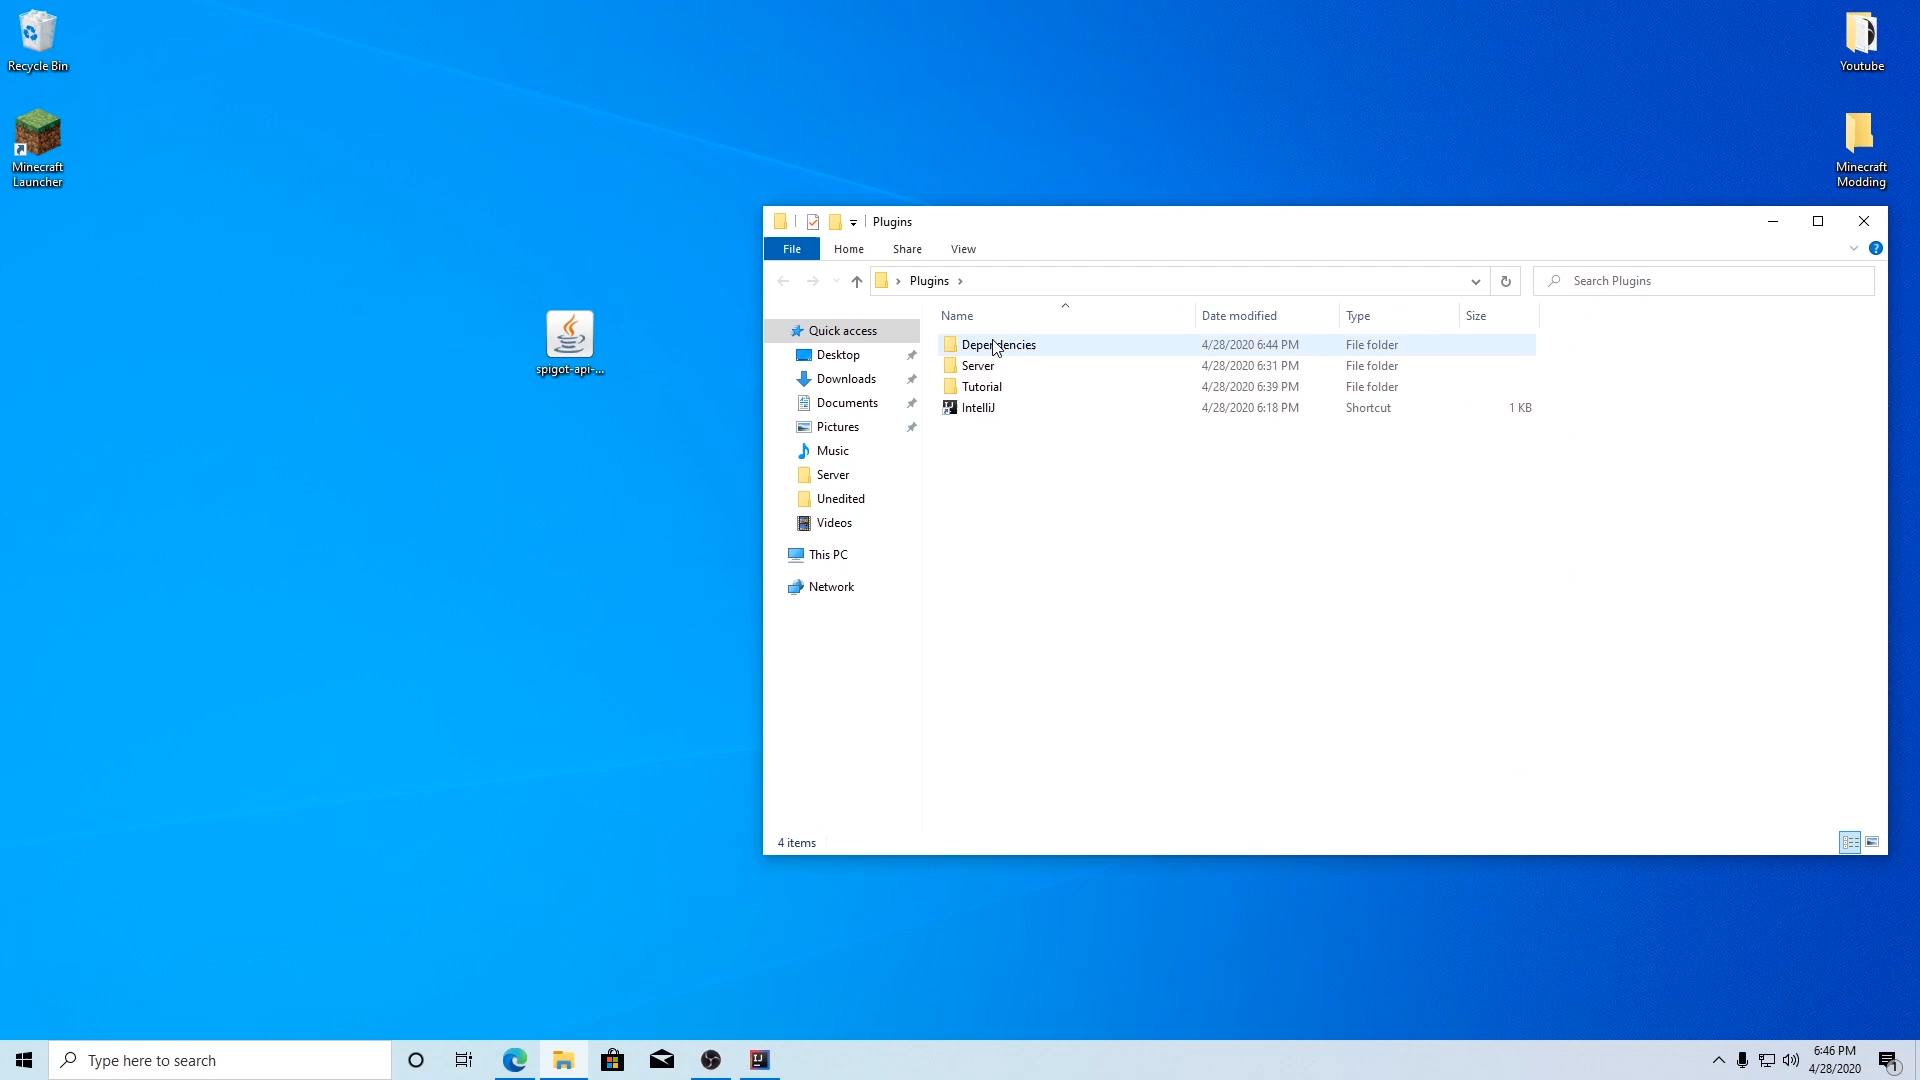 Recycle Bin
Minecraft
Launcher
spigot-api-...
Youtube
Minecraft
Modding
Plugins
File Home Share View
Plugins
Search Plugins
Name Date modified Type Size
Quick access
Desktop
Downloads
Documents
Pictures
Music
Server
Unedited
Videos
This PC
Network
Dependencies 4/28/2020 6:44 PM File folder
Server 4/28/2020 6:31 PM File folder
Tutorial 4/28/2020 6:39 PM File folder
IntelliJ 4/28/2020 6:18 PM Shortcut 1 KB
4 items
Type here to search
6:46 PM
4/28/2020
1